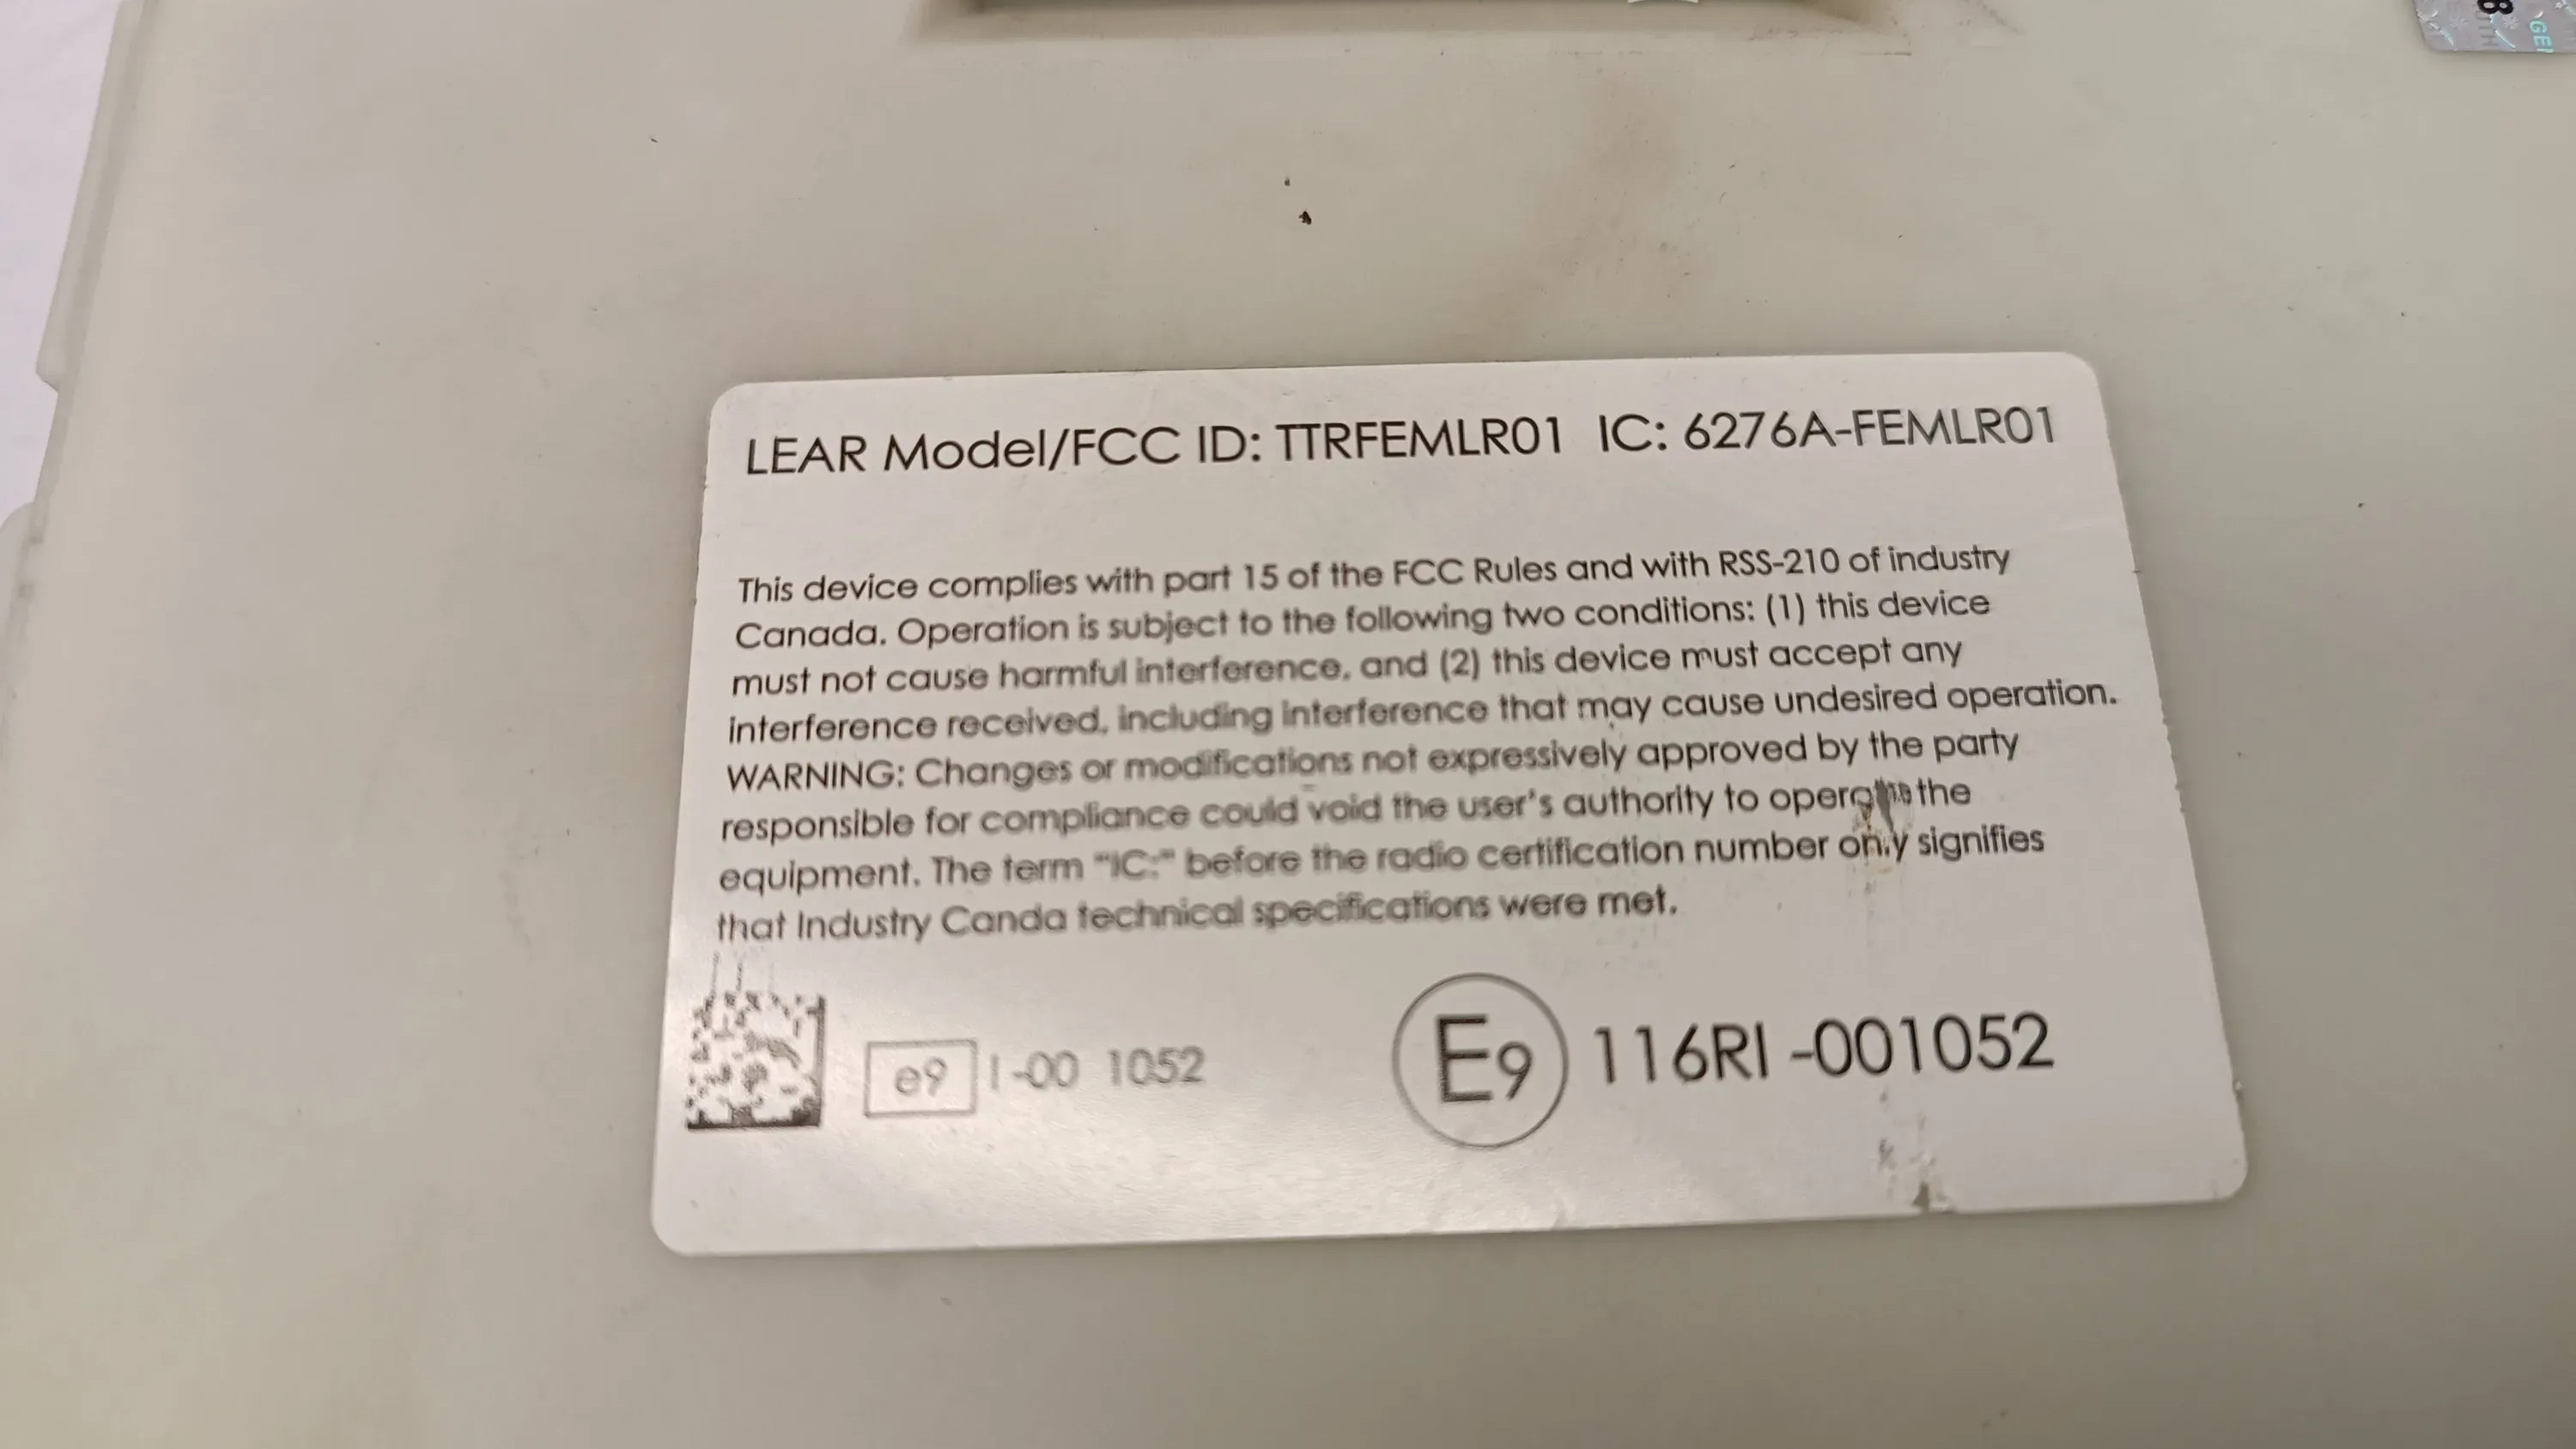 8
GE
LEAR Model/FCC ID: TTRFEMLR01 IC: 6276A-FEMLR01
This device complies with part 15 of the FCC Rules and with RSS-210 of industry
Canada. Operation is subject to the following two conditions: (1) this device
must not cause harmful interference, and (2) this device must accept any
interference received, including interference that may cause undesired operation.
WARNING: Changes or modifications not expressively approved by the party
responsible for compliance could void the user's authority to operate the
equipment. The term "IC:" before the radio certification number only signifies
that Industry Canda technical specifications were met.
e9 1-00 1052
E9 116RI -001052